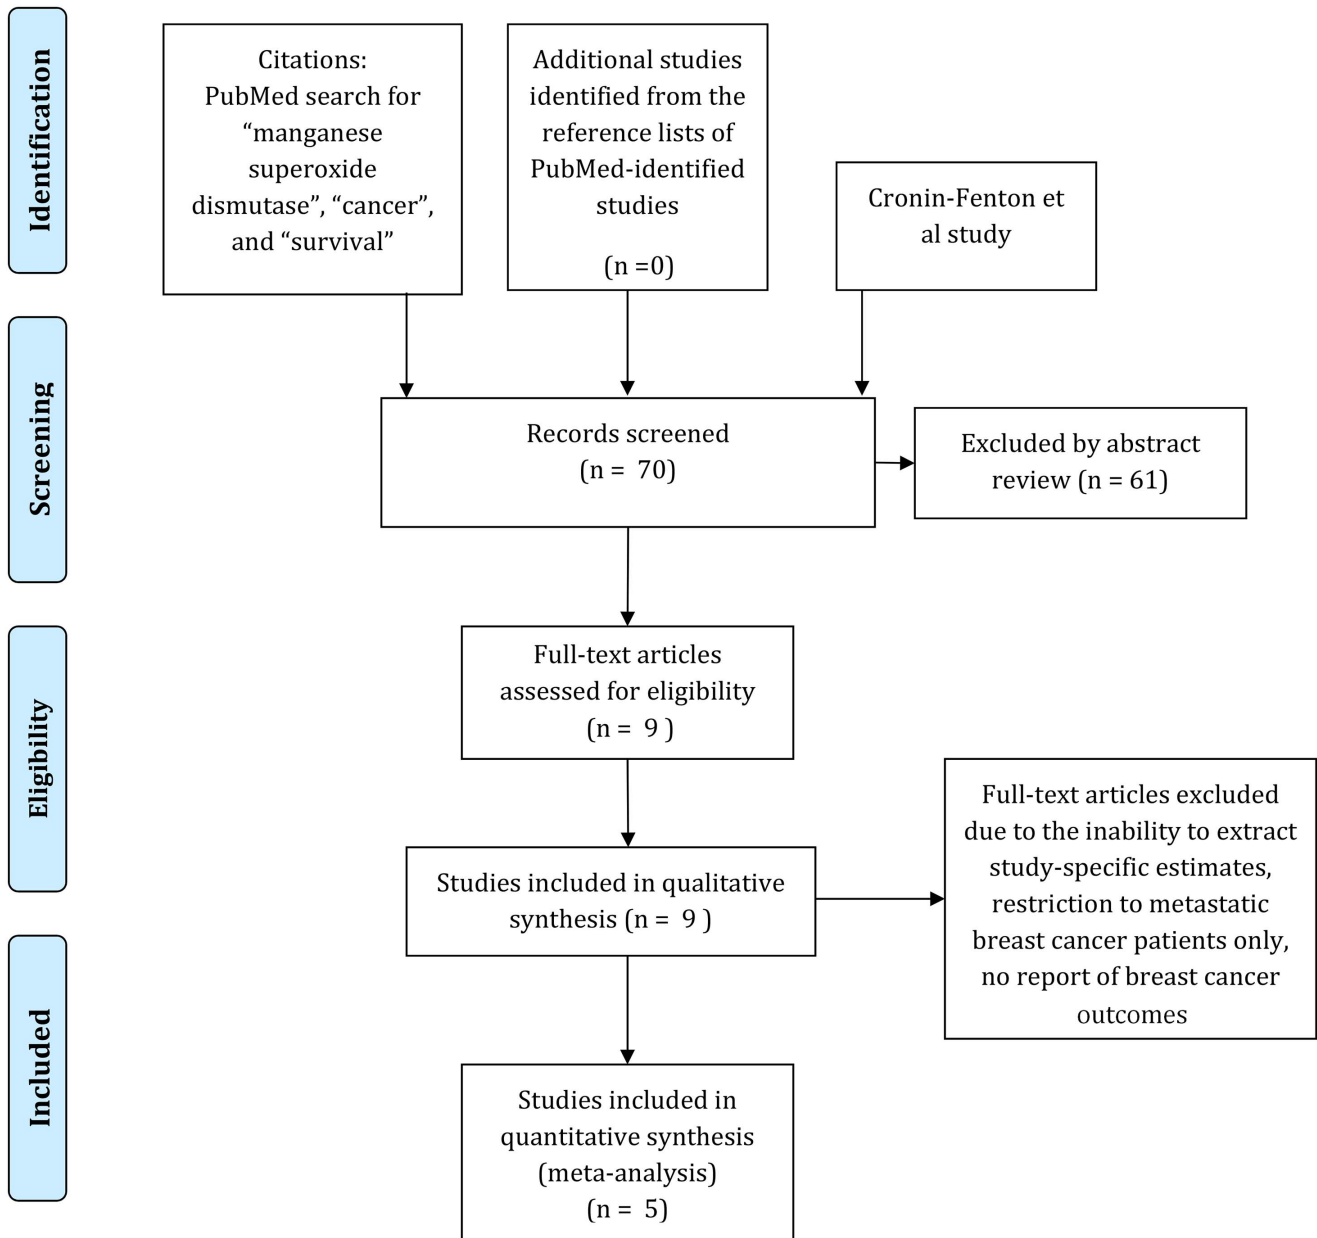 Identification
Citations:
PubMed search for
“manganese
superoxide
dismutase”, “cancer”,
and “survival”
Additional studies
identified from the
reference lists of
PubMed-identified
studies
(n =0)
Cronin-Fenton et
al study
Screening
Records screened
(n = 70)
Excluded by abstract
review (n = 61)
Eligibility
Full-text articles
assessed for eligibility
(n = 9 )
Studies included in qualitative
synthesis (n = 9 )
Full-text articles excluded
due to the inability to extract
study-specific estimates,
restriction to metastatic
breast cancer patients only,
no report of breast cancer
outcomes
Included
Studies included in
quantitative synthesis
(meta-analysis)
(n = 5)